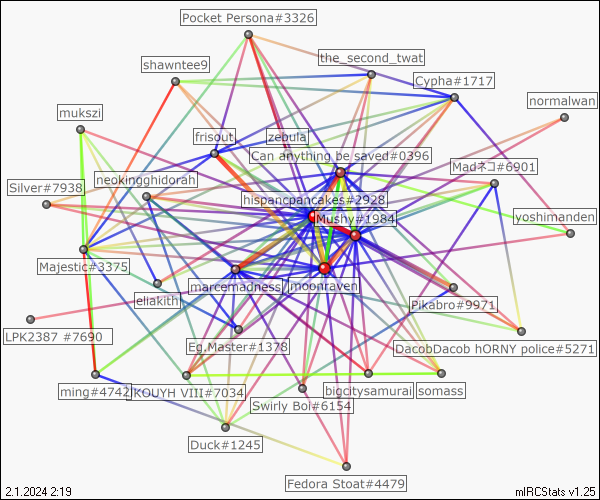 Pocket Persona#3326
the_second_twat
shawntee9
Cypha#1717
normalwan
mukszi
frisout
zebula
Can anything be saved#0396
Madネコ#6901
neokingghidorah
Silver#7938
hispancpancakes#2928
Mushy#1984
yoshimanden
Majestic#3375
eliakith
marcemadness
moonraven
Pikabro#9971
LPK2387 #7690
Eg.Master#1378
DacobDacob hORNY police#5271
ming#4742
KOUYH VIII#7034
Swirly Boi#6154
bigcitysamurai
somass
Duck#1245
Fedora Stoat#4479
2.1.2024 2:19
mIRCStats v1.25